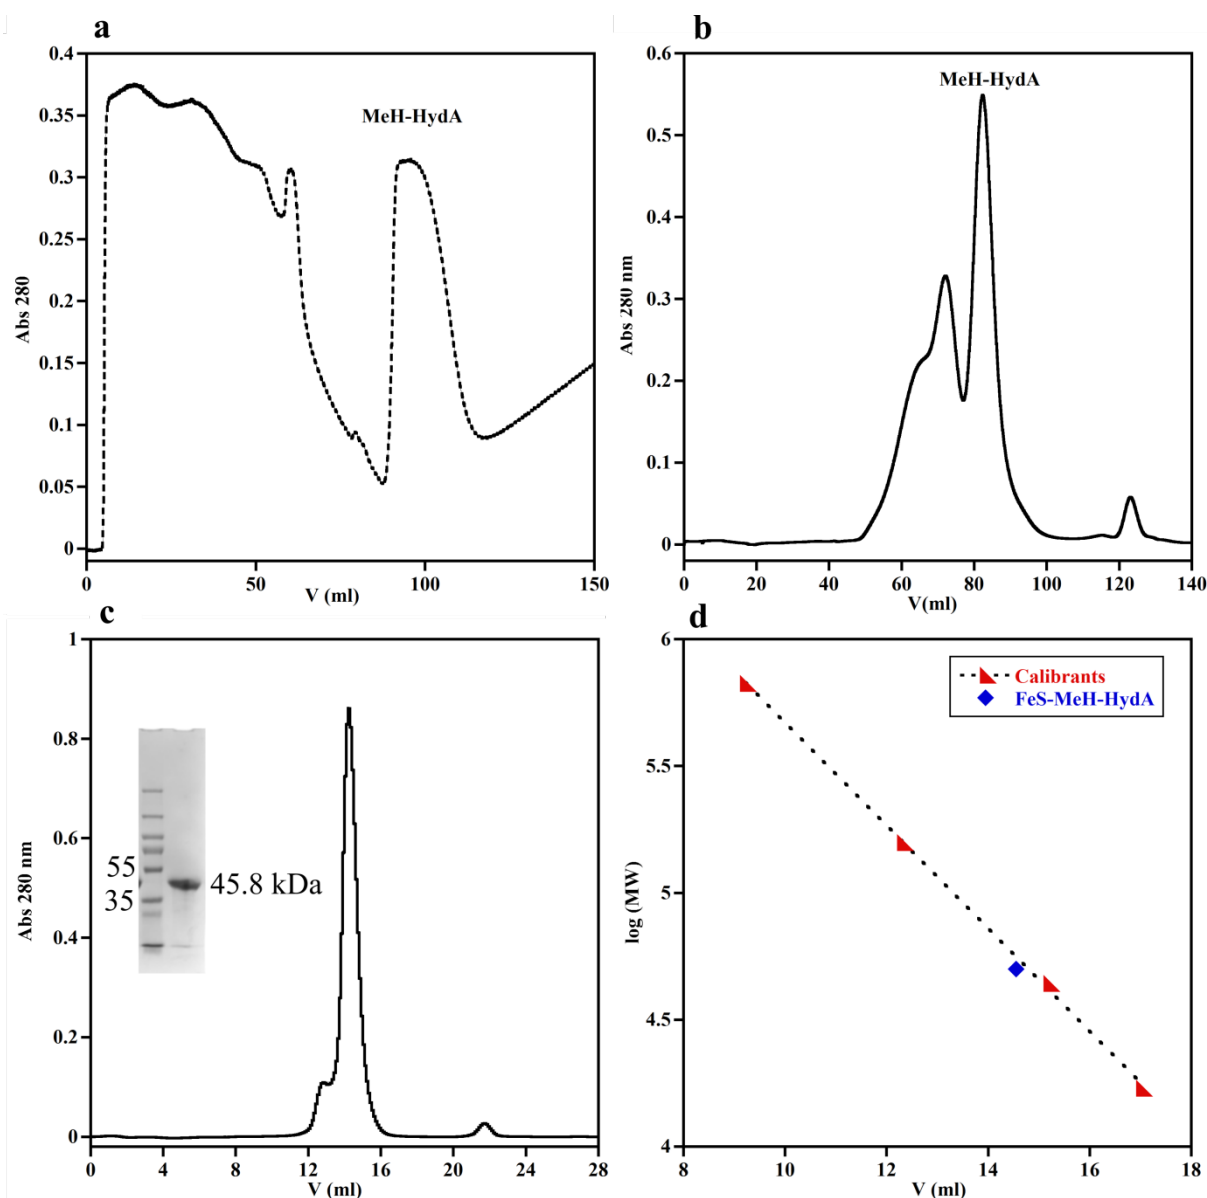 a
0.4
0.35
0.3
0.25
0.2
0.15
0.1
0.05
0
Abs 280
MeH-HydA
0 50 100 150
V (ml)
b
0.6
0.5
0.4
0.3
0.2
0.1
0
Abs 280 nm
MeH-HydA
0 20 40 60 80 100 120 140
V(ml)
c
1
0.8
0.6
0.4
0.2
0
Abs 280 nm
55
35
45.8 kDa
0 4 8 12 16 20 24 28
V (ml)
d
6
5.5
5
4.5
4
log (MW)
Calibrants
FeS-MeH-HydA
8 10 12 14 16 18
V (ml)